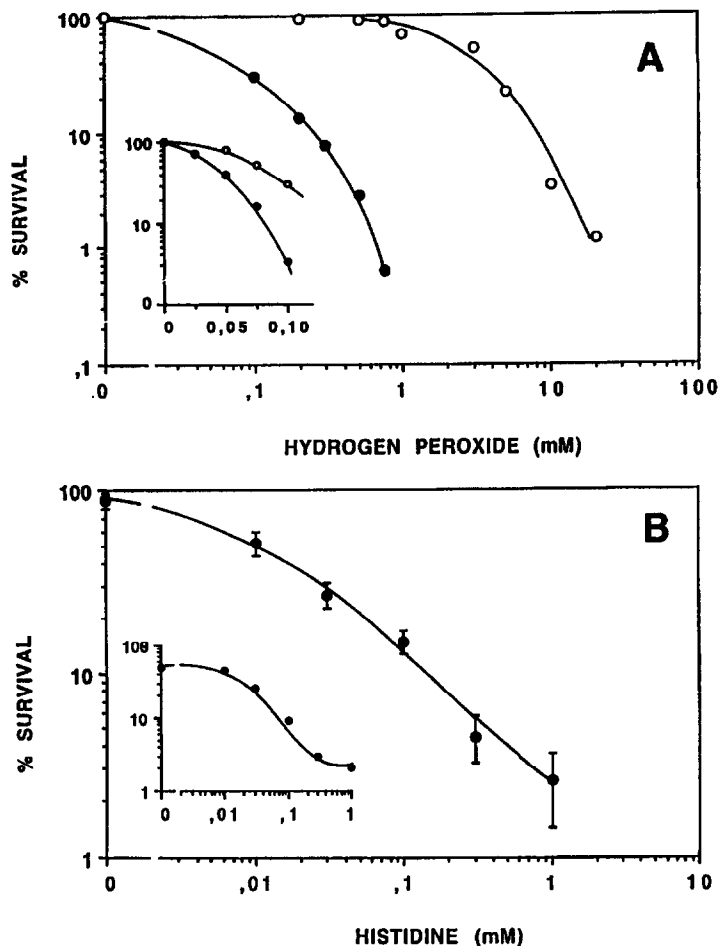 100
A
10
1
,1
% SURVIVAL
100
10
0
0 0,05 0,10
,0 ,1 1 10 100
HYDROGEN PEROXIDE (mM)
100
B
10
1
% SURVIVAL
100
10
1
0 ,01 ,1 1
0 ,01 ,1 1 10
HISTIDINE (mM)